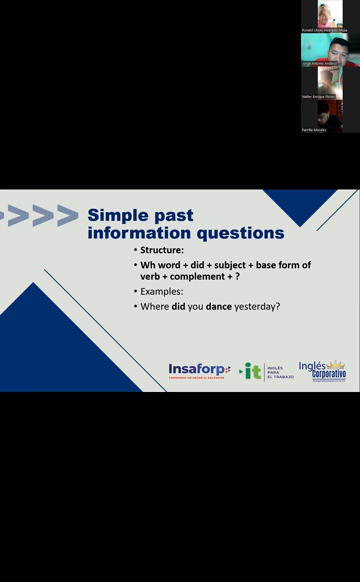 Simple past
information questions
• Structure:
• Wh word + did + subject + base form of
verb + complement + ?
• Examples:
• Where did you dance yesterday?
Insaforp
it
INGLÉS
PARA
EL TRABAJO
Inglés
Corporativo